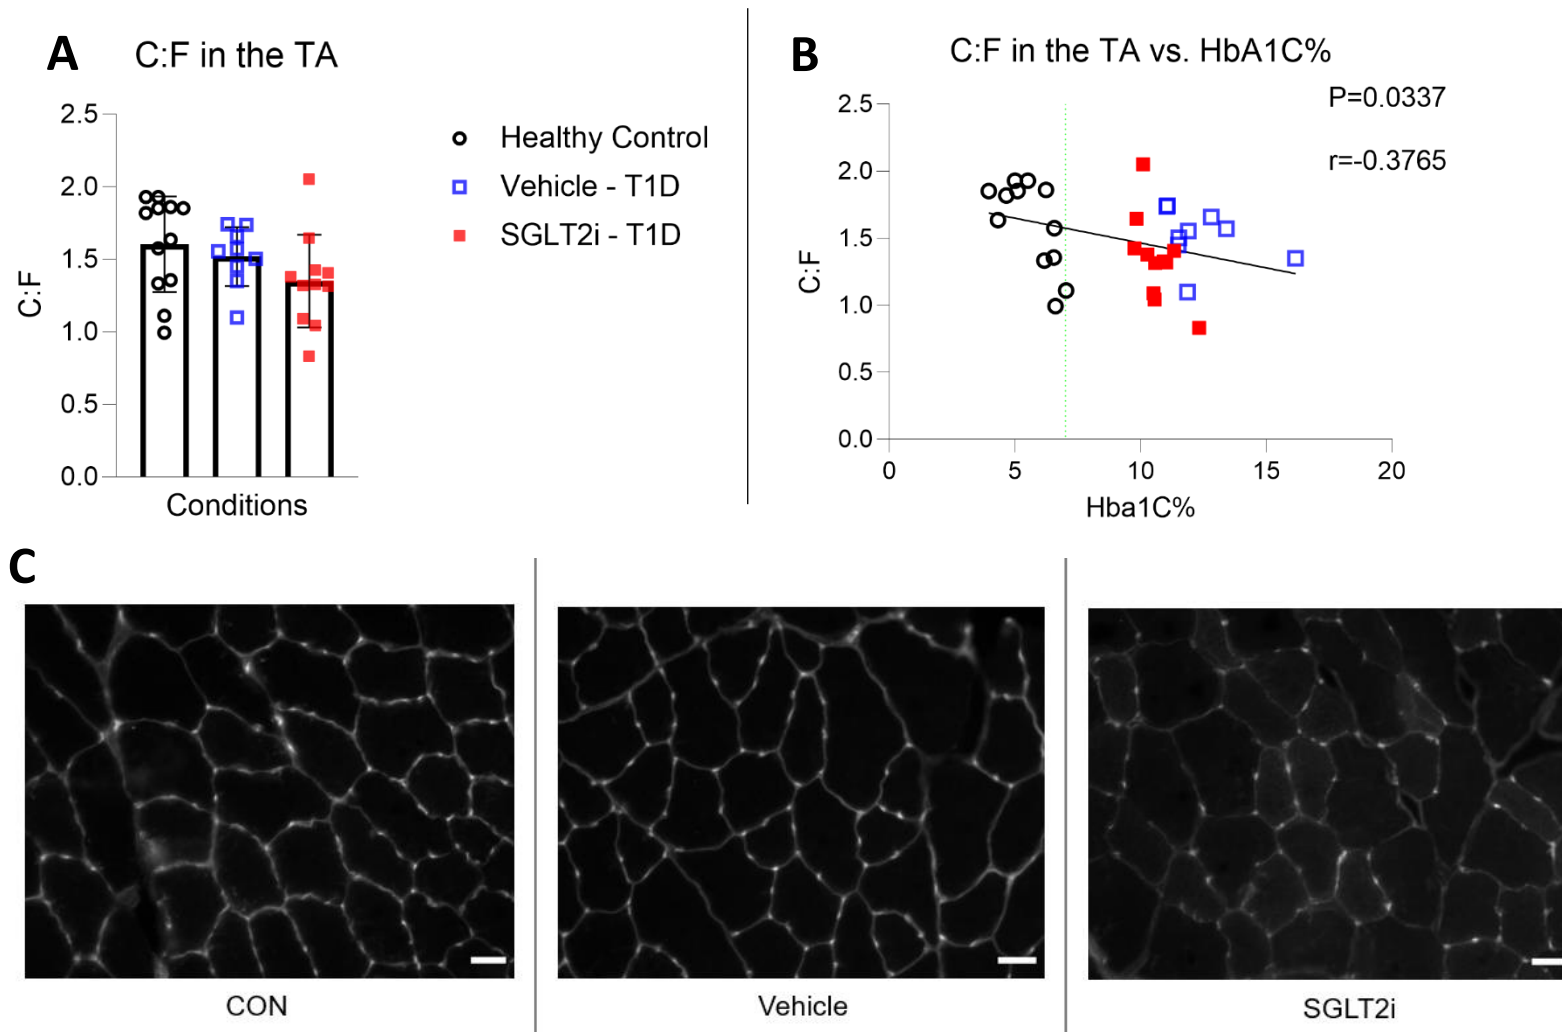 A
C:F in the TA
2.5
2.0
1.5
1.0
0.5
0.0
C:F
Conditions
Healthy Control
Vehicle - T1D
SGLT2i - T1D
B
C:F in the TA vs. HbA1C%
P=0.0337
r=-0.3765
2.5
2.0
1.5
1.0
0.5
0.0
C:F
0 5 10 15 20
Hba1C%
C
CON
Vehicle
SGLT2i